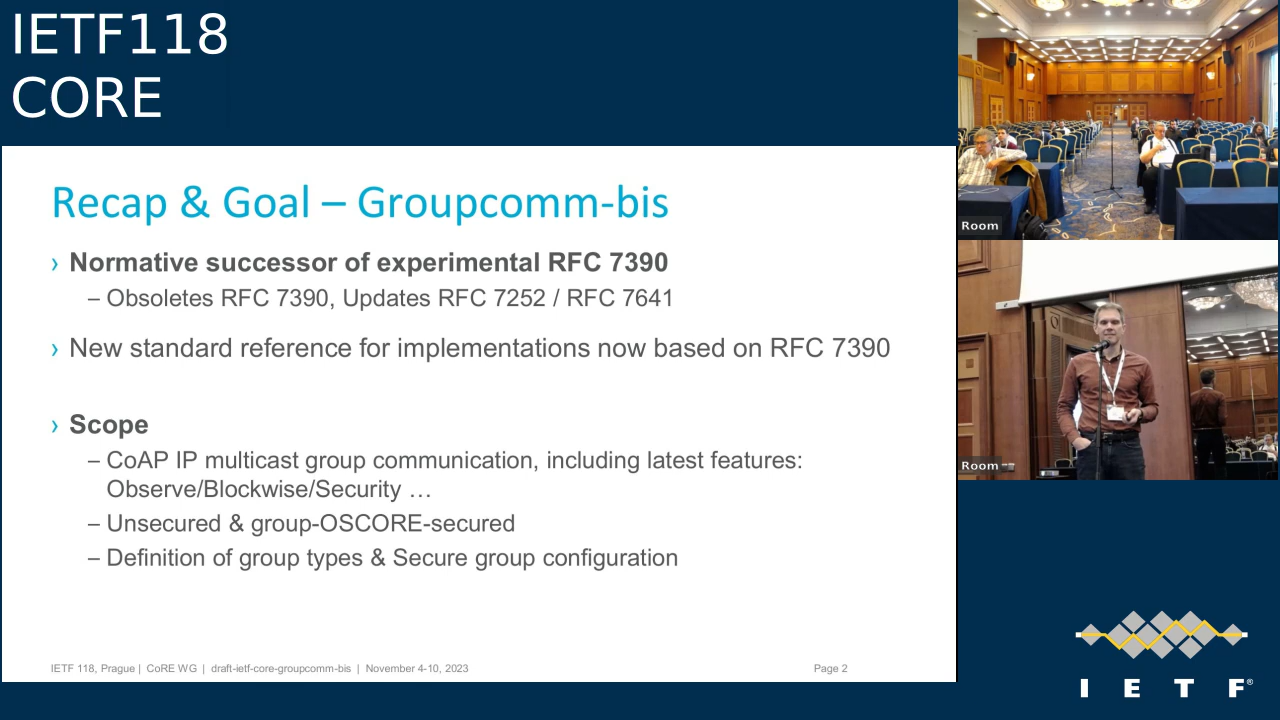 IETF118
CORE
Recap & Goal – Groupcomm-bis
› Normative successor of experimental RFC 7390
– Obsoletes RFC 7390, Updates RFC 7252 / RFC 7641
› New standard reference for implementations now based on RFC 7390
› Scope
– CoAP IP multicast group communication, including latest features:
Observe/Blockwise/Security …
– Unsecured & group-OSCORE-secured
– Definition of group types & Secure group configuration
IETF 118, Prague | CoRE WG | draft-ietf-core-groupcomm-bis | November 4-10, 2023
Page 2
Room
Room
I E T F®